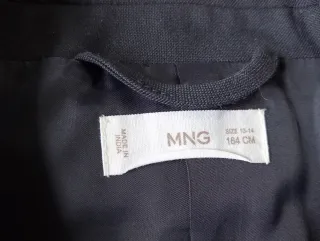 MADE IN
INDIA
MNG
SIZE 13-14
164 CM